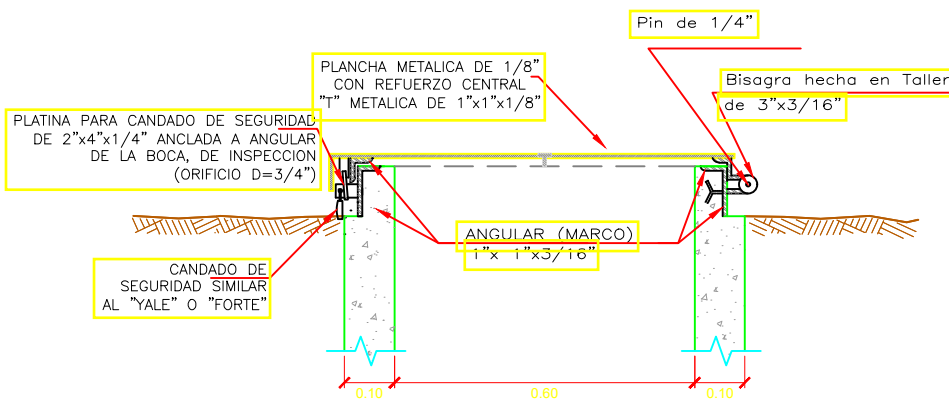 Pin de 1/4"
PLANCHA METALICA DE 1/8"
CON REFUERZO CENTRAL
"T" METALICA DE 1"x1"x1/8"
Bisagra hecha en Taller
de 3"x3/16"
PLATINA PARA CANDADO DE SEGURIDAD
DE 2"x4"x1/4" ANCLADA A ANGULAR
DE LA BOCA, DE INSPECCION
(ORIFICIO D=3/4")
ANGULAR (MARCO)
1"x 1"x3/16"
CANDADO DE
SEGURIDAD SIMILAR
AL "YALE" O "FORTE"
0.10
0.60
0.10